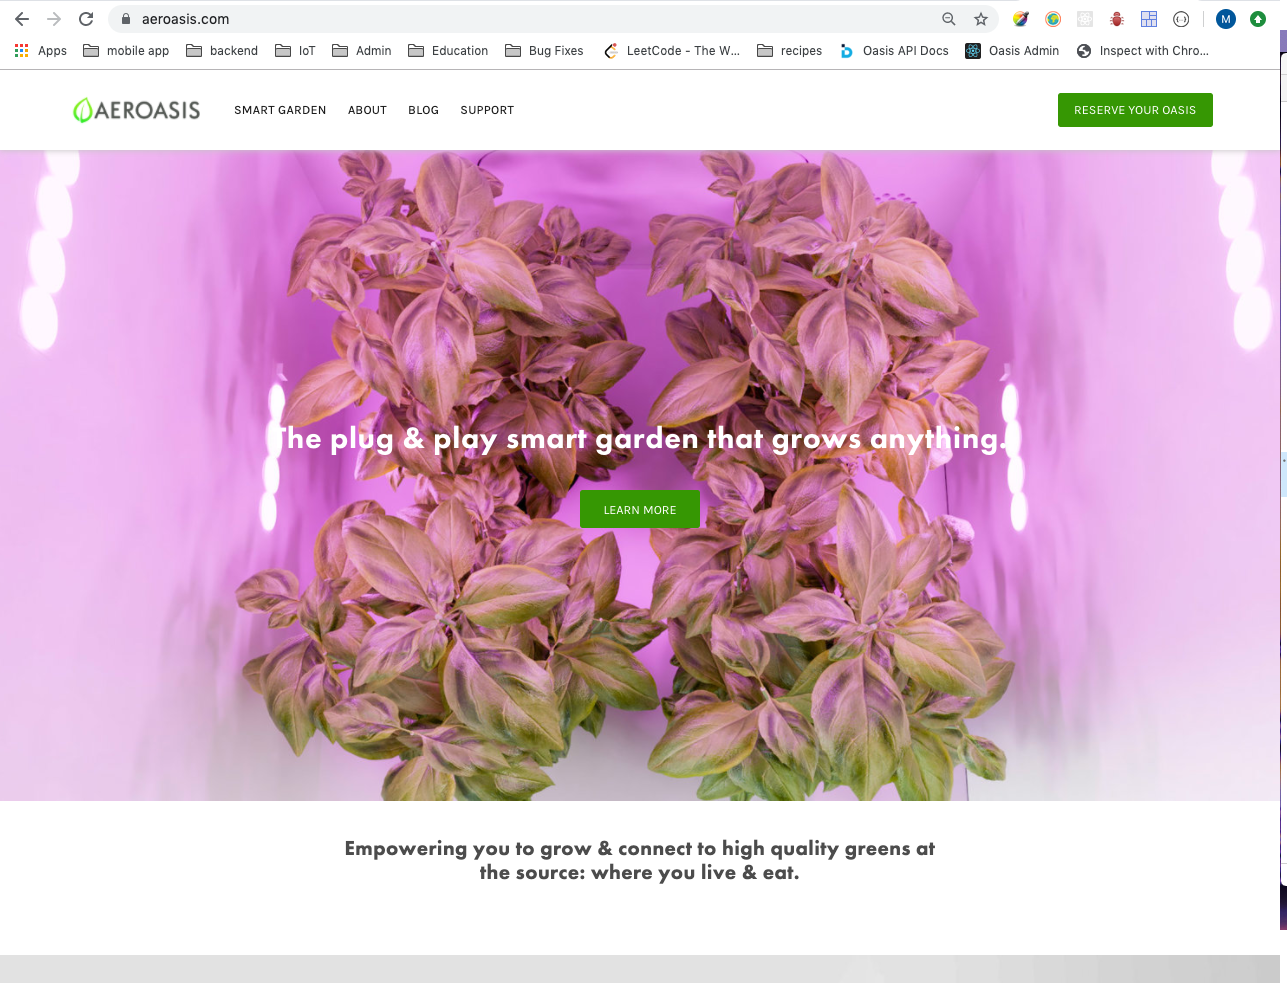 aeroasis.com
M
Apps mobile app backend IoT Admin Education Bug Fixes LeetCode - The W... recipes Oasis API Docs Oasis Admin Inspect with Chro...
AEROASIS SMART GARDEN ABOUT BLOG SUPPORT RESERVE YOUR OASIS
The plug & play smart garden that grows anything.
LEARN MORE
Empowering you to grow & connect to high quality greens at
the source: where you live & eat.